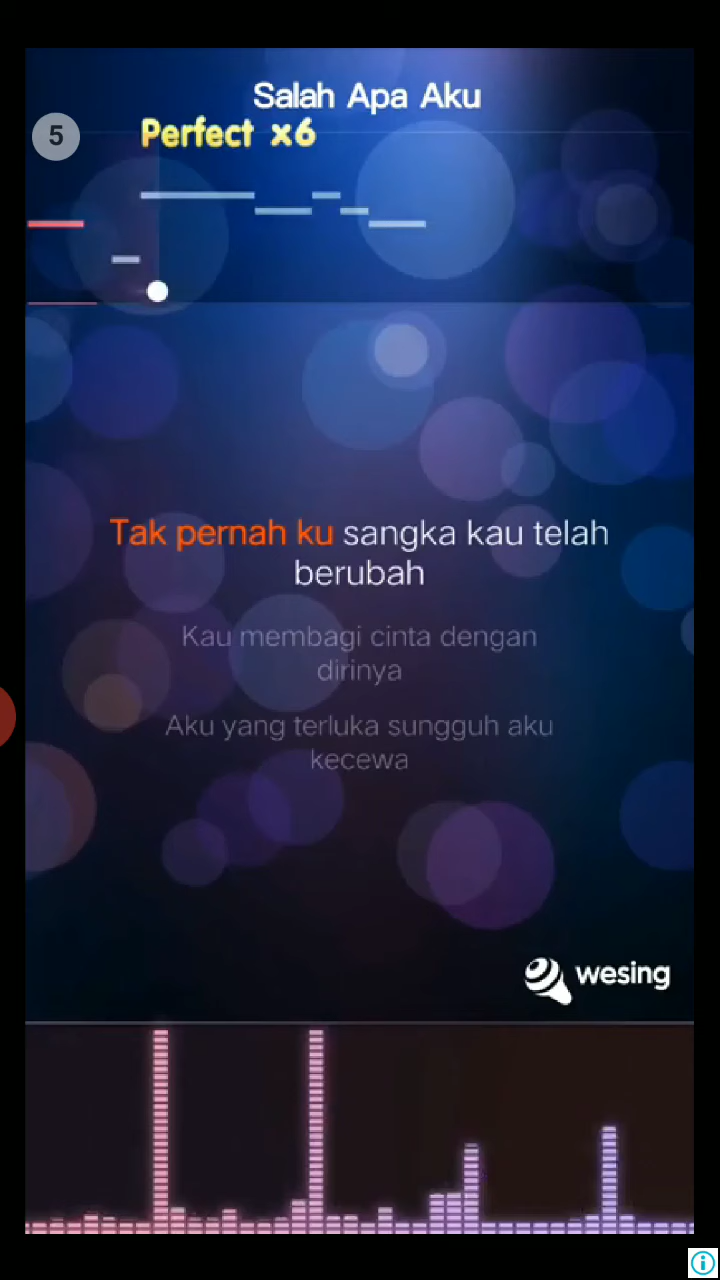 Salah Apa Aku
5
Perfect x6
Tak pernah ku sangka kau telah
berubah
Kau membagi cinta dengan
dirinya
Aku yang terluka sungguh aku
kecewa
wesing